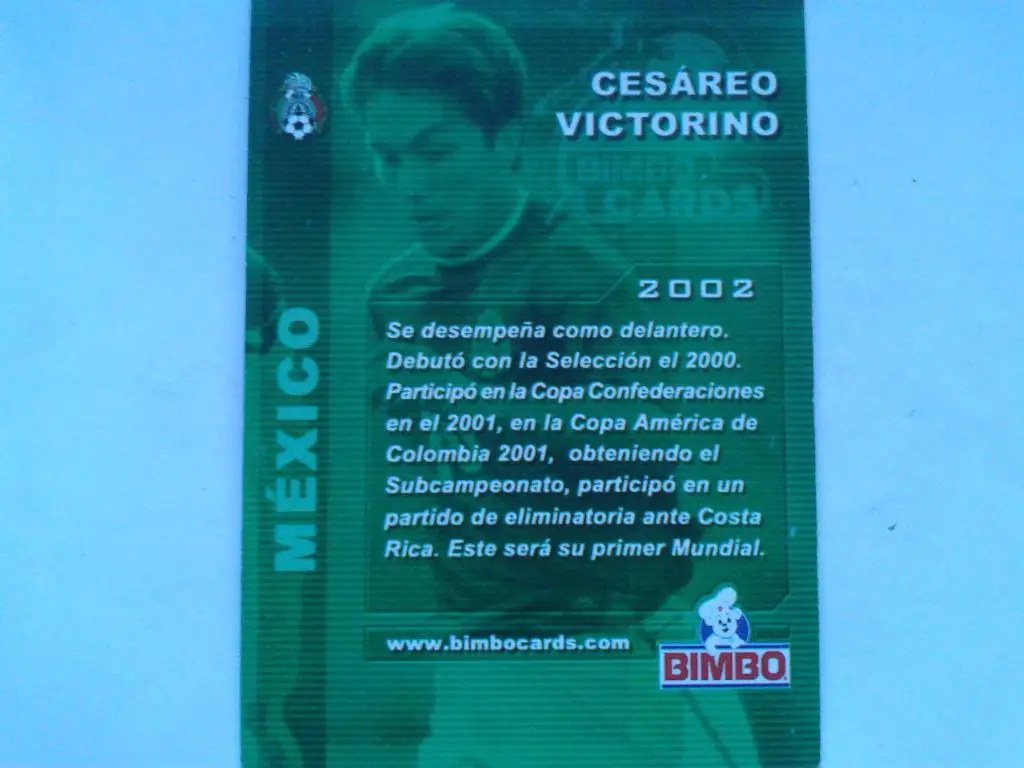 CESÁREO
VICTORINO
BIMBO
CARDS
MÉXICO
2002
Se desempeña como delantero.
Debutó con la Selección el 2000.
Participó en la Copa Confederaciones
en el 2001, en la Copa América de
Colombia 2001, obteniendo el
Subcampeonato, participó en un
partido de eliminatoria ante Costa
Rica. Este será su primer Mundial.
www.bimbocards.com
BIMBO